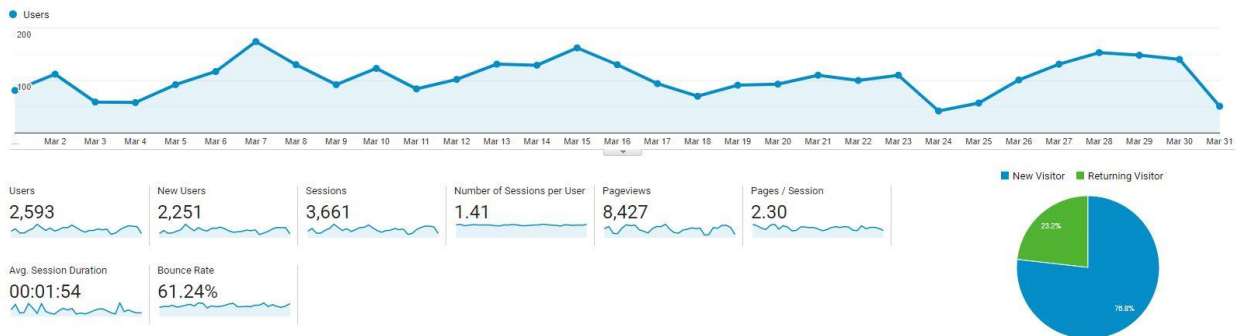 Users
200
100
... Mar 2 Mar 3 Mar 4 Mar 5 Mar 6 Mar 7 Mar 8 Mar 9 Mar 10 Mar 11 Mar 12 Mar 13 Mar 14 Mar 15 Mar 16 Mar 17 Mar 18 Mar 19 Mar 20 Mar 21 Mar 22 Mar 23 Mar 24 Mar 25 Mar 26 Mar 27 Mar 28 Mar 29 Mar 30 Mar 31
New Visitor Returning Visitor
Users New Users Sessions Number of Sessions per User Pageviews Pages / Session
2,593 2,251 3,661 1.41 8,427 2.30
23.2%
Avg. Session Duration Bounce Rate
00:01:54 61.24%
76.8%